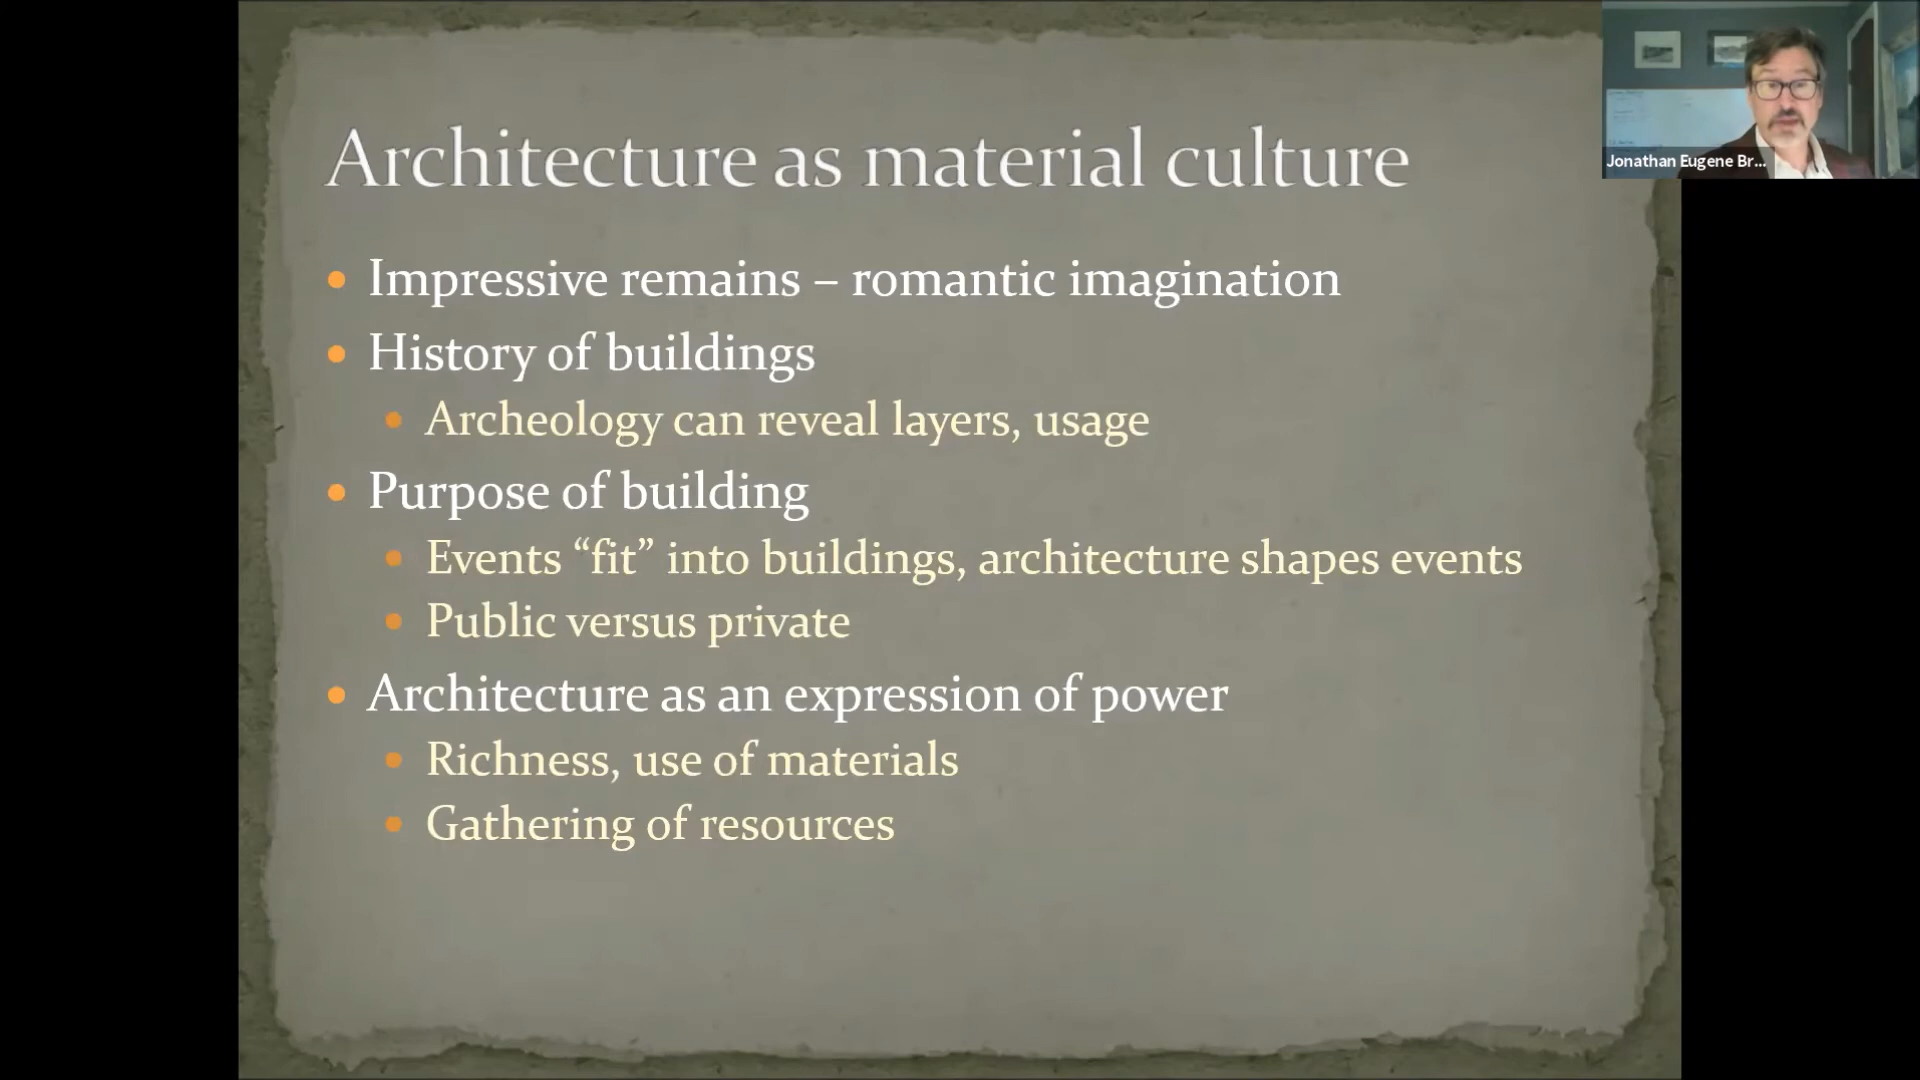 Architecture as material culture
Impressive remains – romantic imagination
History of buildings
Archeology can reveal layers, usage
Purpose of building
Events “fit” into buildings, architecture shapes events
Public versus private
Architecture as an expression of power
Richness, use of materials
Gathering of resources
Jonathan Eugene Br...